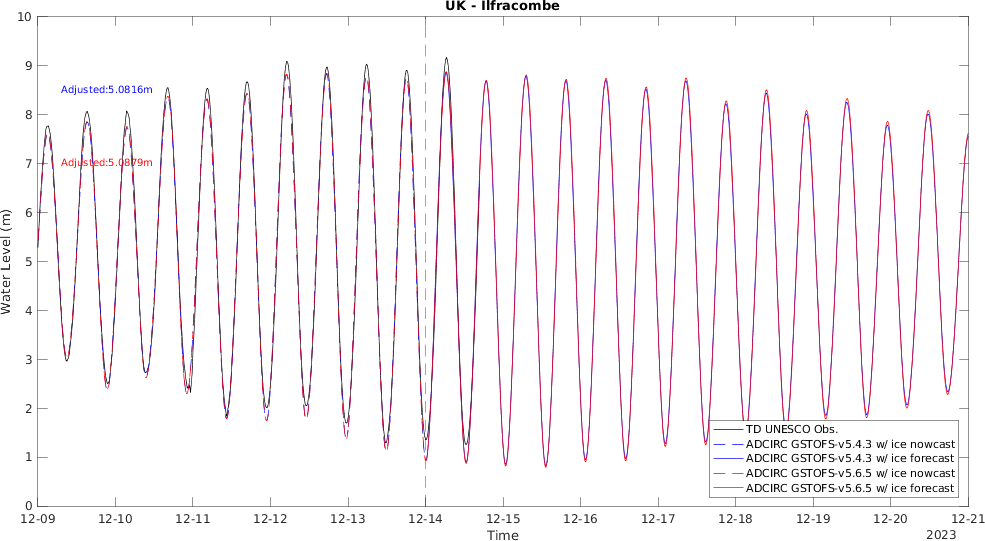 UK - Ilfracombe
10
9
8
7
6
5
4
3
2
1
0
Water Level (m)
Adjusted:5.0816m
Adjusted:5.0879m
TD UNESCO Obs.
ADCIRC GSTOFS-v5.4.3 w/ ice nowcast
ADCIRC GSTOFS-v5.4.3 w/ ice forecast
ADCIRC GSTOFS-v5.6.5 w/ ice nowcast
ADCIRC GSTOFS-v5.6.5 w/ ice forecast
12-09 12-10 12-11 12-12 12-13 12-14 12-15 12-16 12-17 12-18 12-19 12-20 12-21
Time
2023